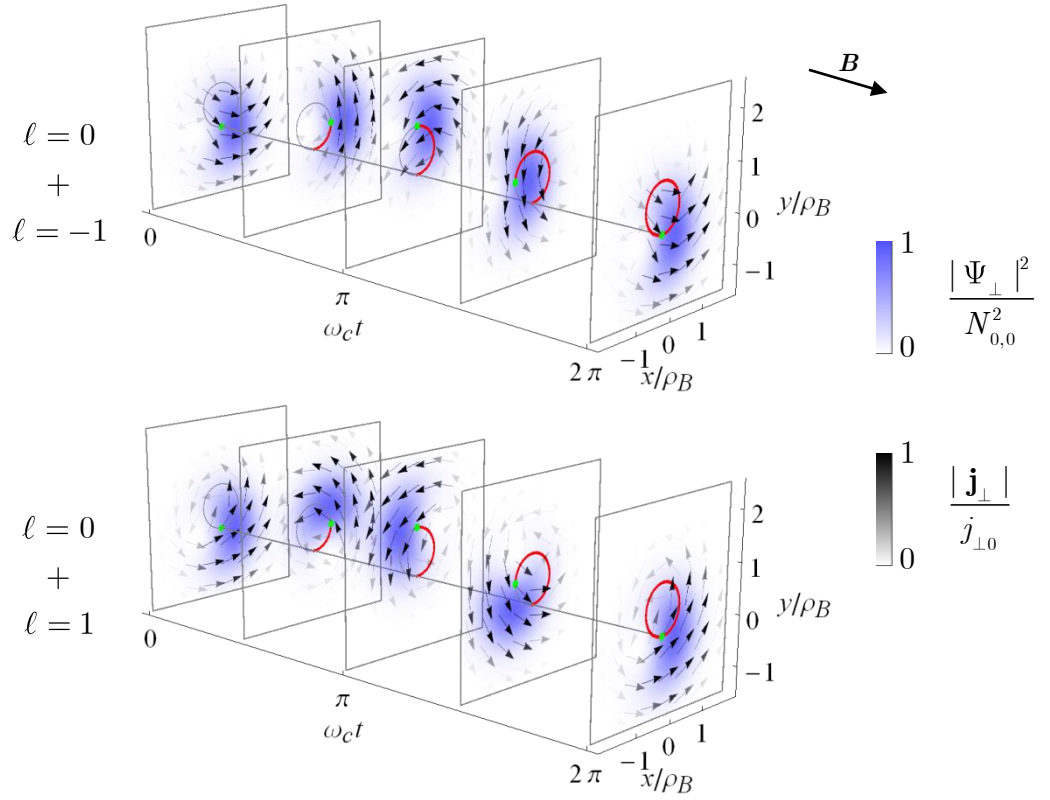 B
ℓ = 0
+
ℓ = −1
2
1
0
−1
y/ρ_B
0
π
ω_c t
2 π
−1 0 1
x/ρ_B
1
0
| Ψ_⊥ |²
N²_{0,0}
ℓ = 0
+
ℓ = 1
2
1
0
−1
y/ρ_B
0
π
ω_c t
2 π
−1 0 1
x/ρ_B
1
0
| j_⊥ |
j_{⊥0}